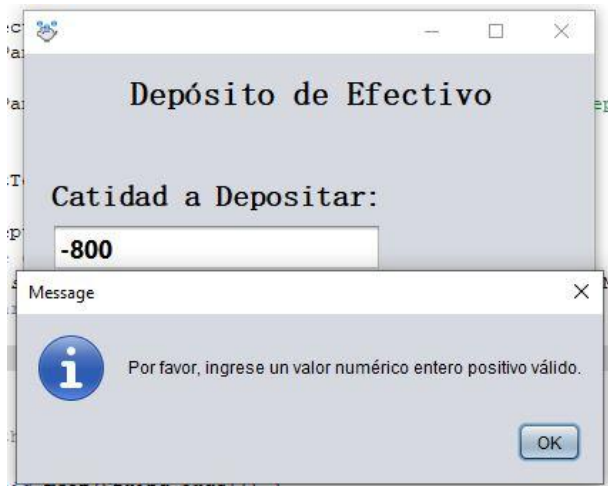 Depósito de Efectivo
Catidad a Depositar:
-800
Message
Por favor, ingrese un valor numérico entero positivo válido.
OK